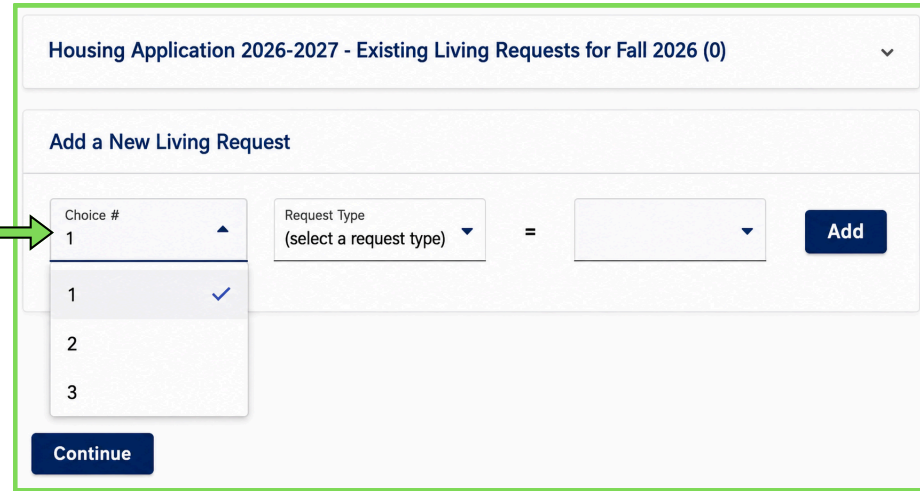 Housing Application 2026-2027 - Existing Living Requests for Fall 2026 (0)
Add a New Living Request
Choice #
1
Request Type
(select a request type)
=
Add
1
2
3
Continue